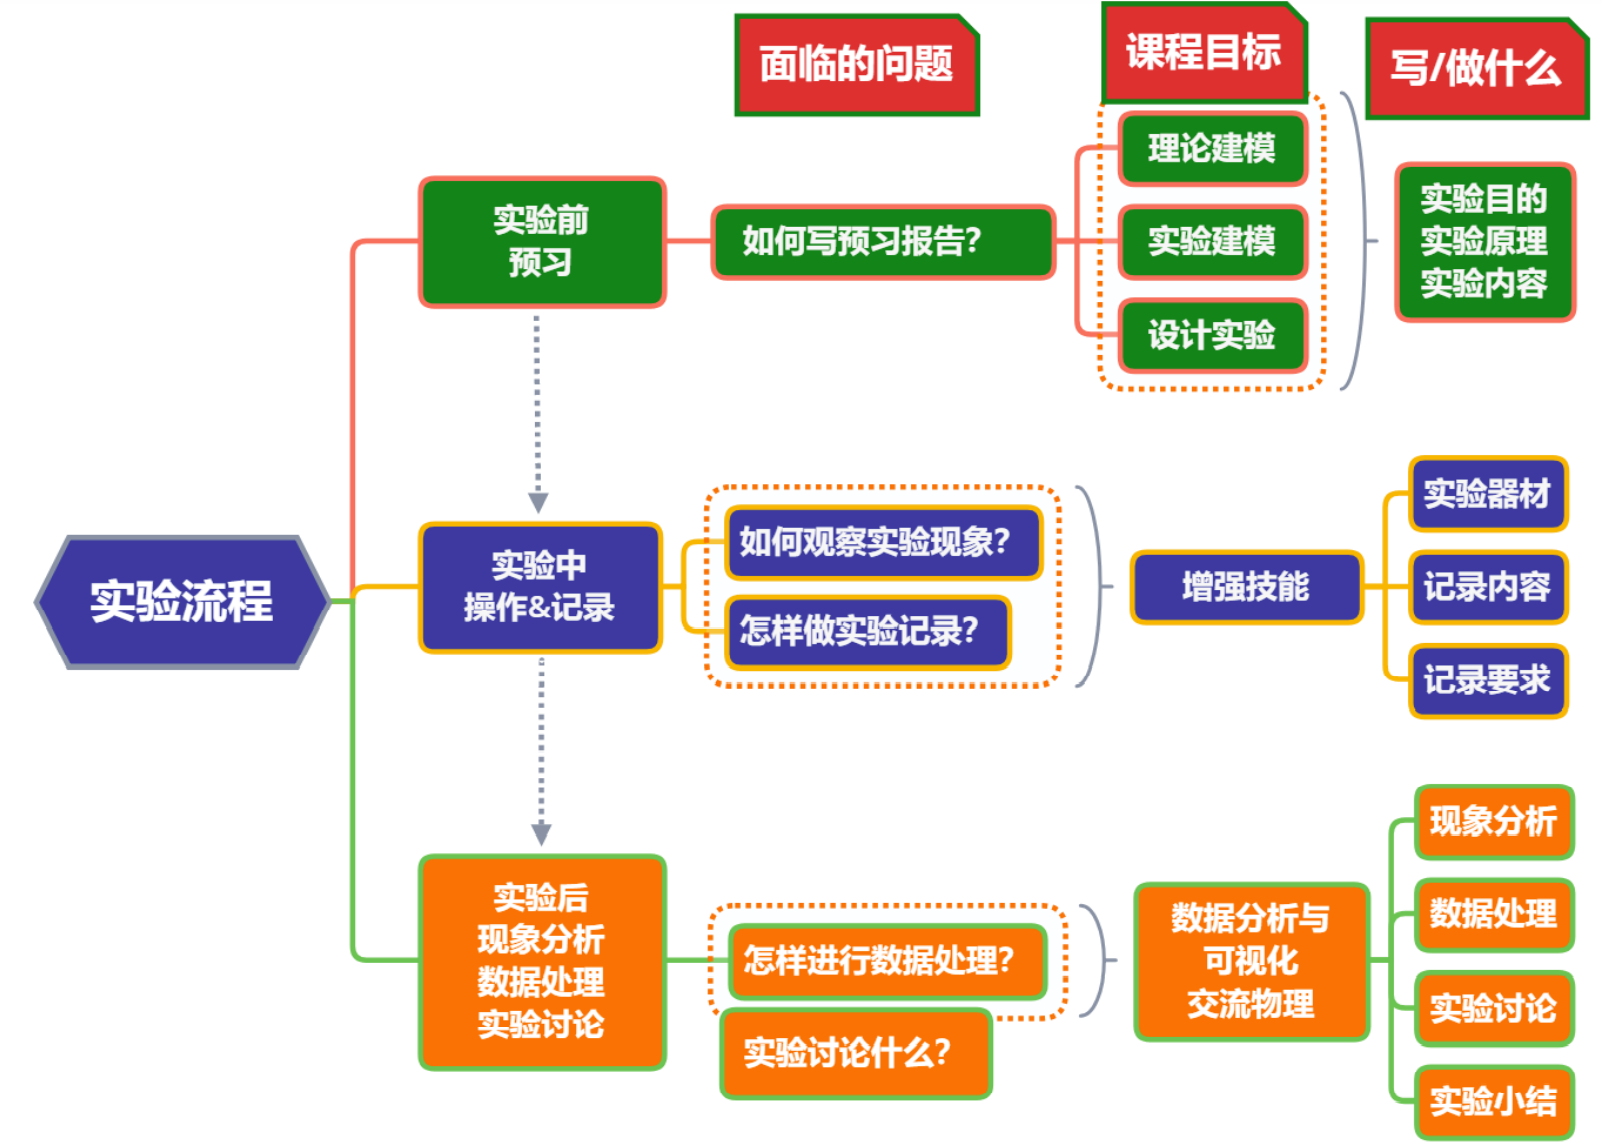 面临的问题
课程目标
写/做什么
实验前
预习
如何写预习报告？
理论建模
实验建模
设计实验
实验目的
实验原理
实验内容
实验流程
实验中
操作&记录
如何观察实验现象？
怎样做实验记录？
增强技能
实验器材
记录内容
记录要求
实验后
现象分析
数据处理
实验讨论
怎样进行数据处理？
实验讨论什么？
数据分析与
可视化
交流物理
现象分析
数据处理
实验讨论
实验小结